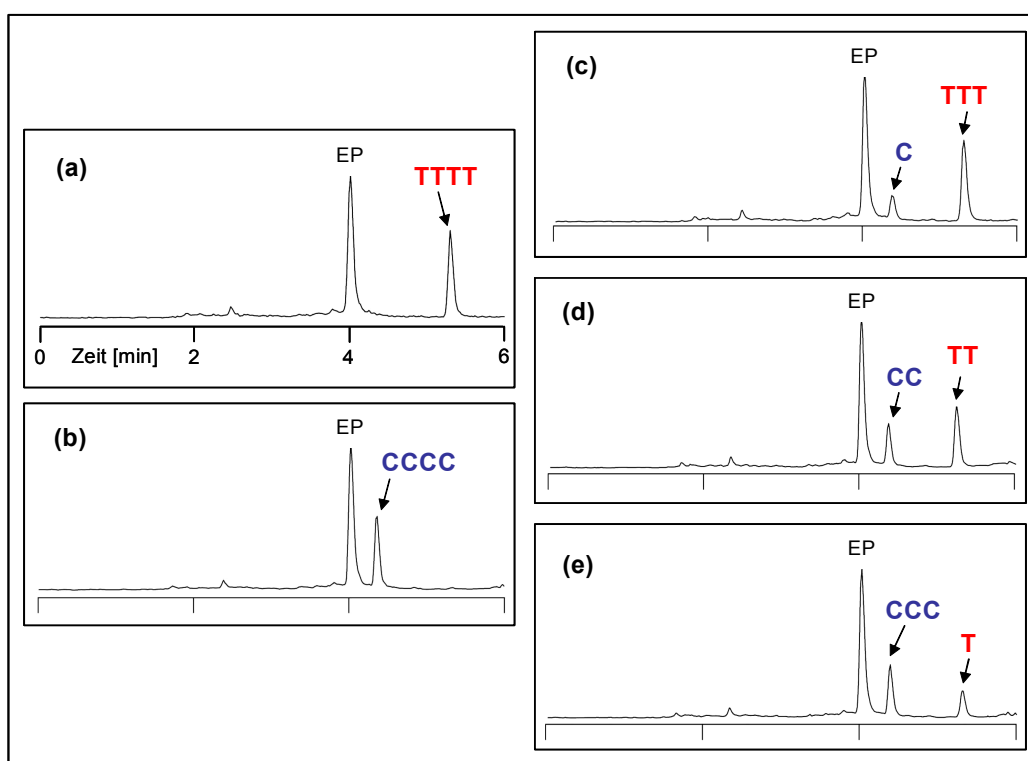 (a)
EP
TTTT
0 Zeit [min] 2 4 6
(b)
EP
CCCC
(c)
EP
C
TTT
(d)
EP
CC
TT
(e)
EP
CCC
T